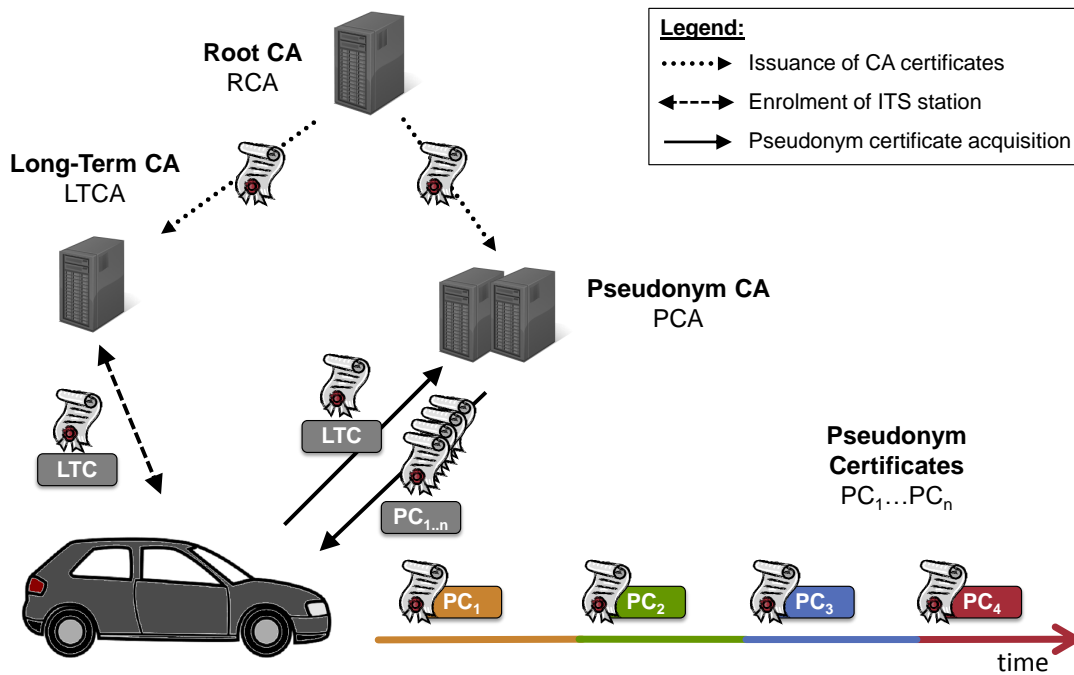 Root CA
RCA
Legend:
Issuance of CA certificates
Enrolment of ITS station
Pseudonym certificate acquisition
Long-Term CA
LTCA
Pseudonym CA
PCA
LTC
LTC
PC1..n
Pseudonym
Certificates
PC1…PCn
PC1
PC2
PC3
PC4
time